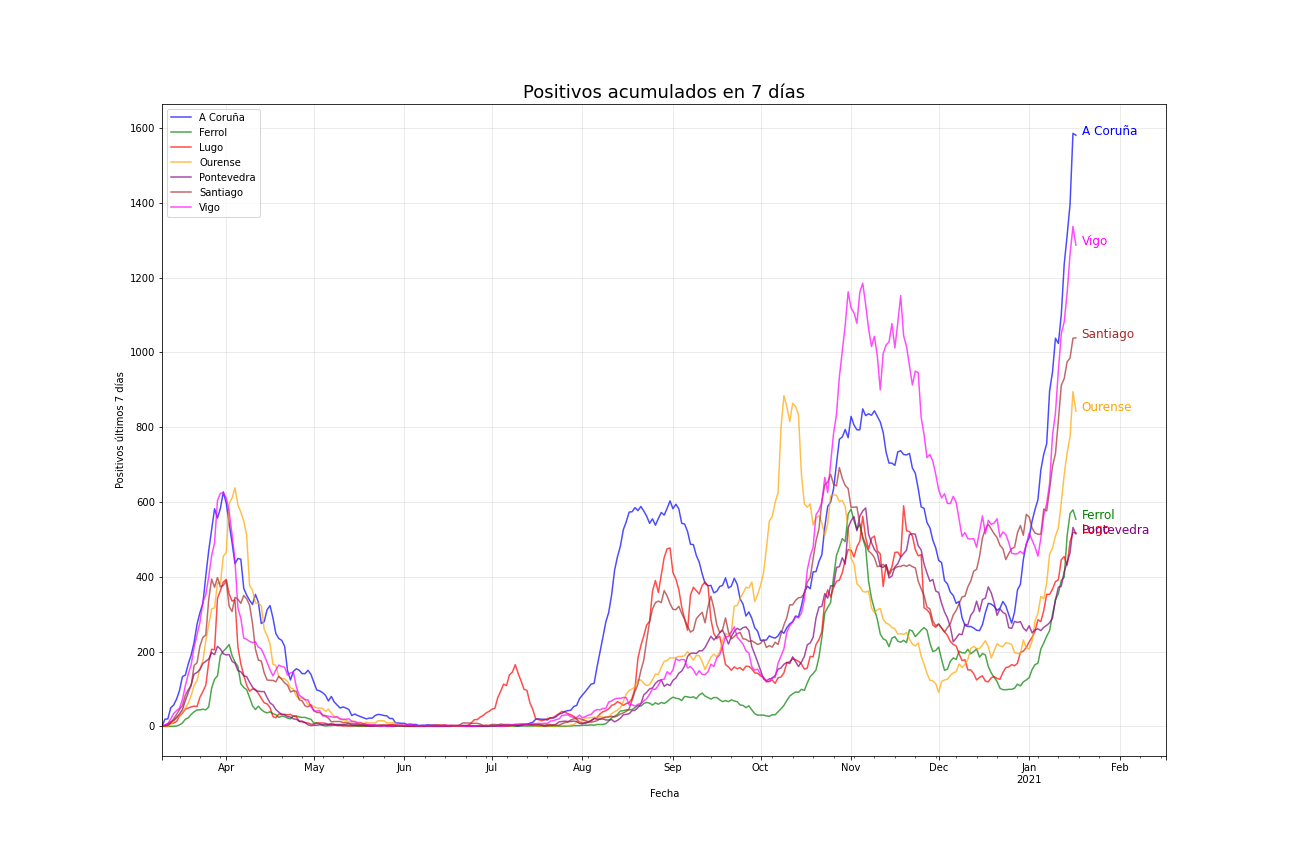 Positivos acumulados en 7 días
A Coruña
Ferrol
Lugo
Ourense
Pontevedra
Santiago
Vigo
1600
1400
1200
1000
800
600
400
200
0
Positivos últimos 7 días
A Coruña
Vigo
Santiago
Ourense
Ferrol
Lugo
Pontevedra
Apr May Jun Jul Aug Sep Oct Nov Dec Jan Feb
2021
Fecha